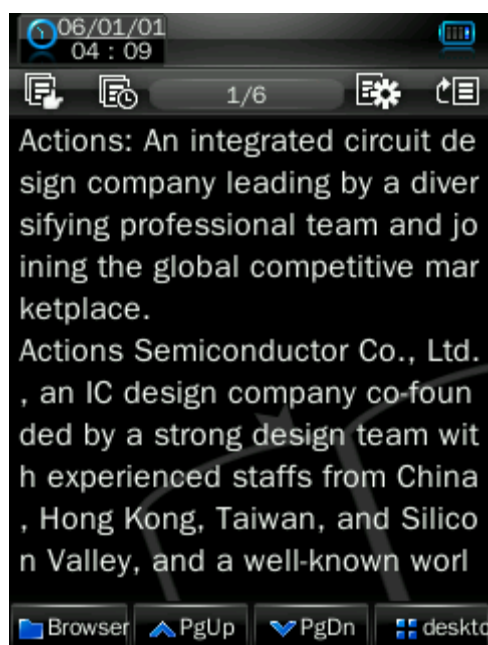 06/01/01
04 : 09
1/6
Actions: An integrated circuit de
sign company leading by a diver
sifying professional team and jo
ining the global competitive mar
ketplace.
Actions Semiconductor Co., Ltd.
, an IC design company co-foun
ded by a strong design team wit
h experienced staffs from China
, Hong Kong, Taiwan, and Silico
n Valley, and a well-known worl
Browser PgUp PgDn deskto